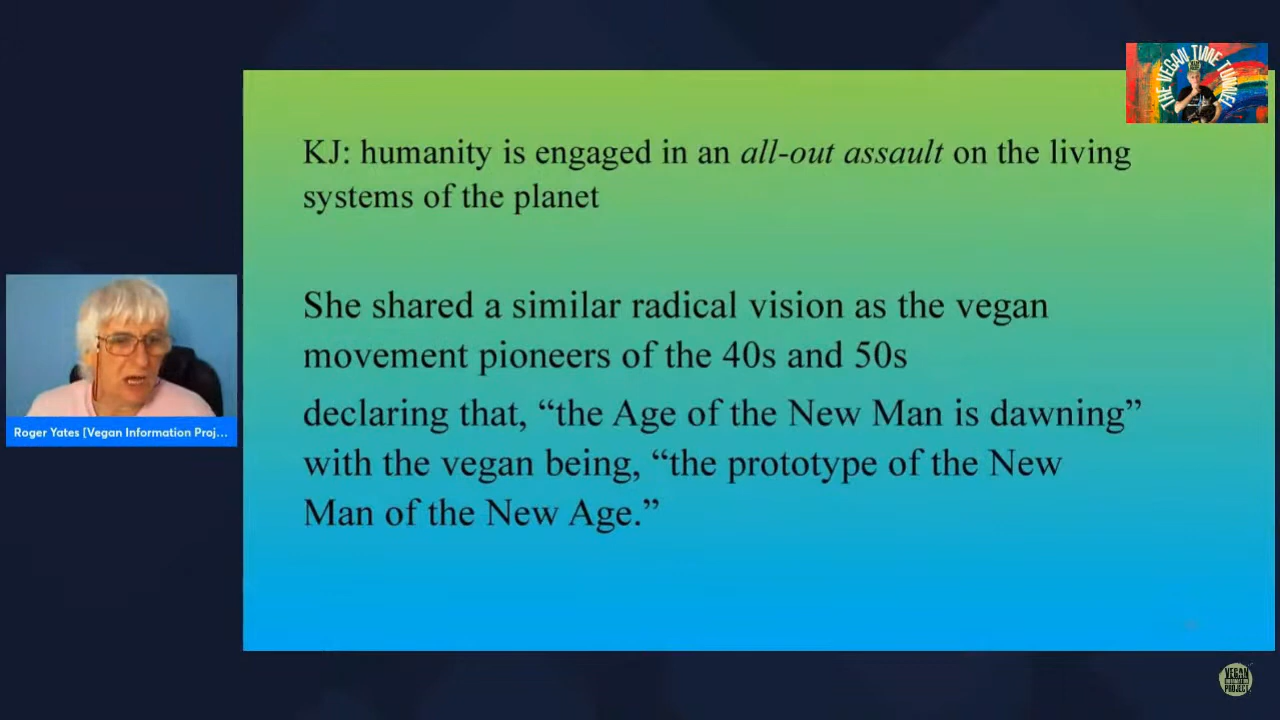 THE VEGAN TIME TUNNEL
KJ: humanity is engaged in an all-out assault on the living
systems of the planet
She shared a similar radical vision as the vegan
movement pioneers of the 40s and 50s
declaring that, “the Age of the New Man is dawning”
with the vegan being, “the prototype of the New
Man of the New Age.”
Roger Yates [Vegan Information Proj...
VEGAN
INFORMATION
PROJECT